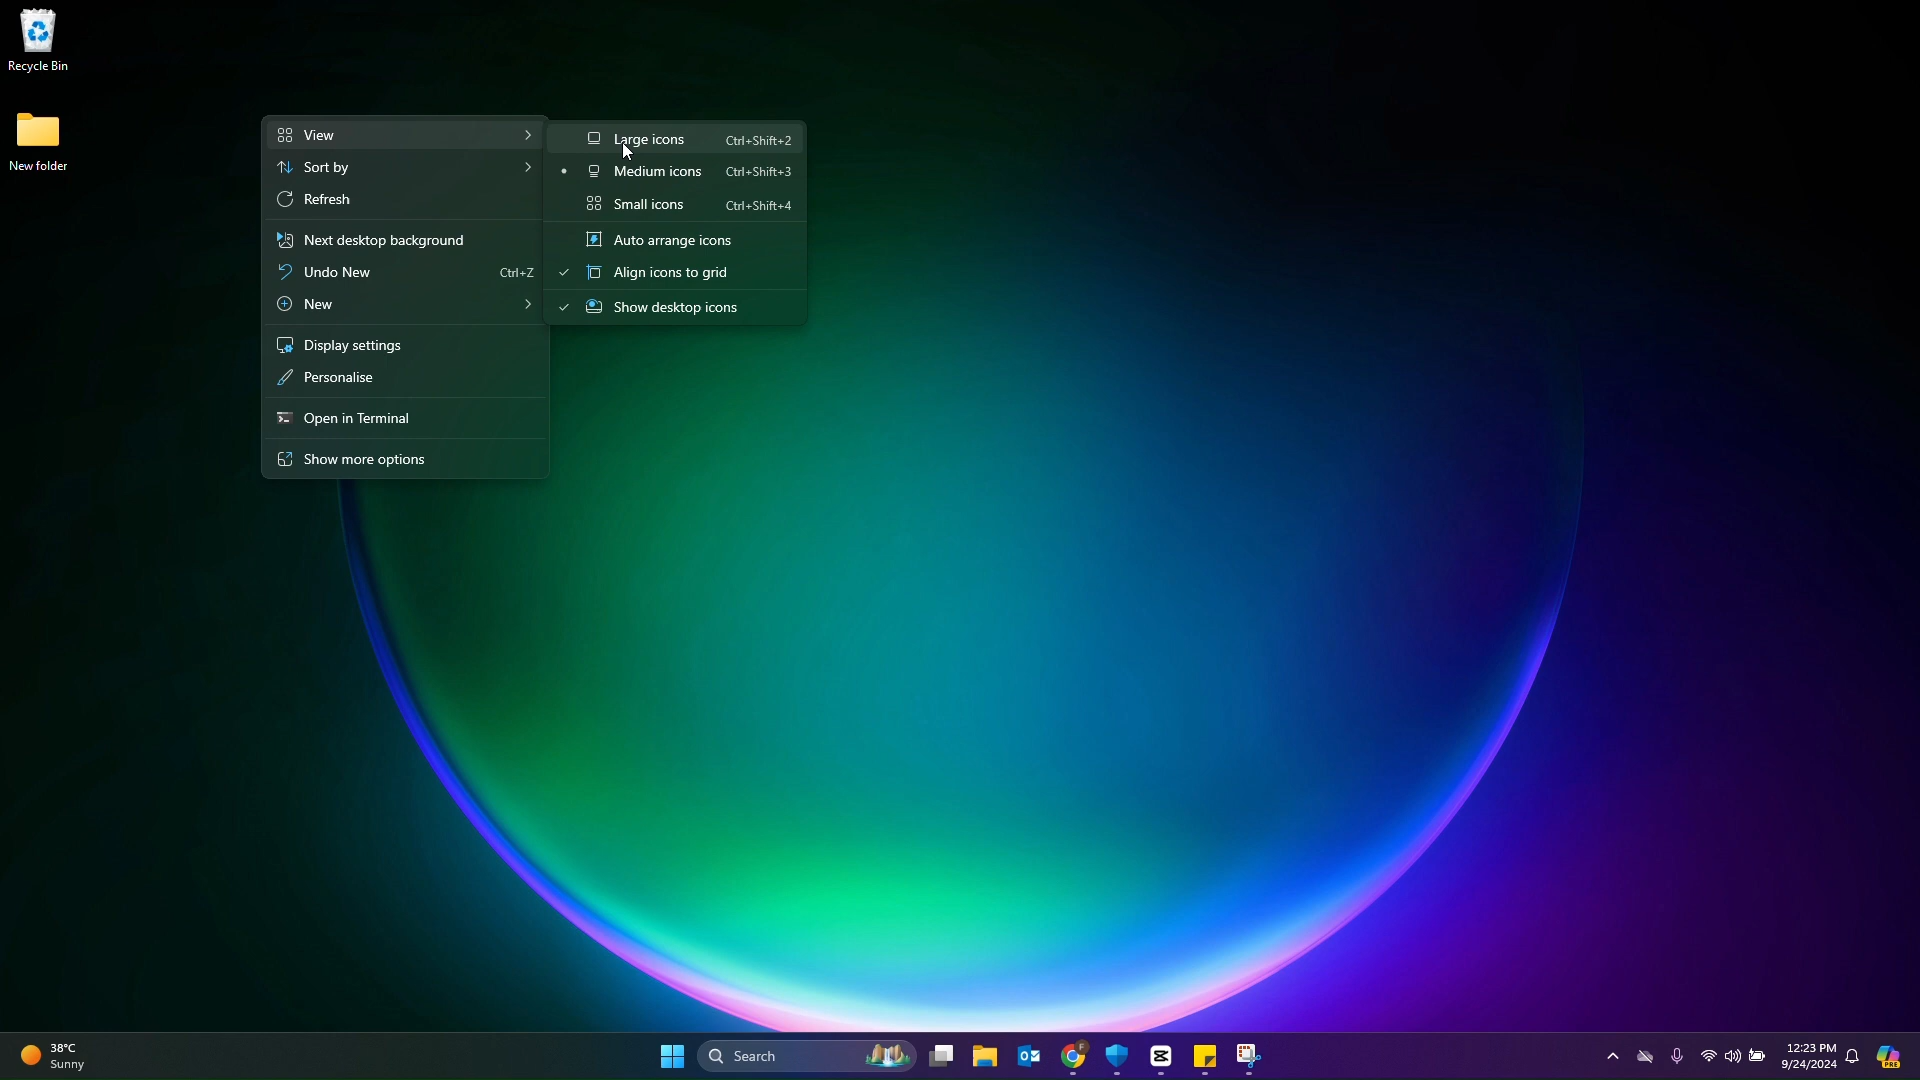 Recycle Bin
New folder
View
Sort by
Refresh
Next desktop background
Undo New Ctrl+Z
New
Display settings
Personalise
Open in Terminal
Show more options
Large icons Ctrl+Shift+2
Medium icons Ctrl+Shift+3
Small icons Ctrl+Shift+4
Auto arrange icons
Align icons to grid
Show desktop icons
38°C
Sunny
Search
F
12:23 PM
9/24/2024
PRE